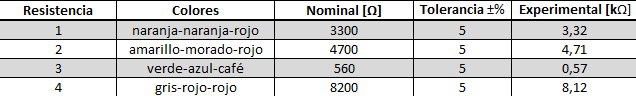 Resistencia Colores Nominal [Ω] Tolerancia ±% Experimental [kΩ]
1 naranja-naranja-rojo 3300 5 3,32
2 amarillo-morado-rojo 4700 5 4,71
3 verde-azul-café 560 5 0,57
4 gris-rojo-rojo 8200 5 8,12